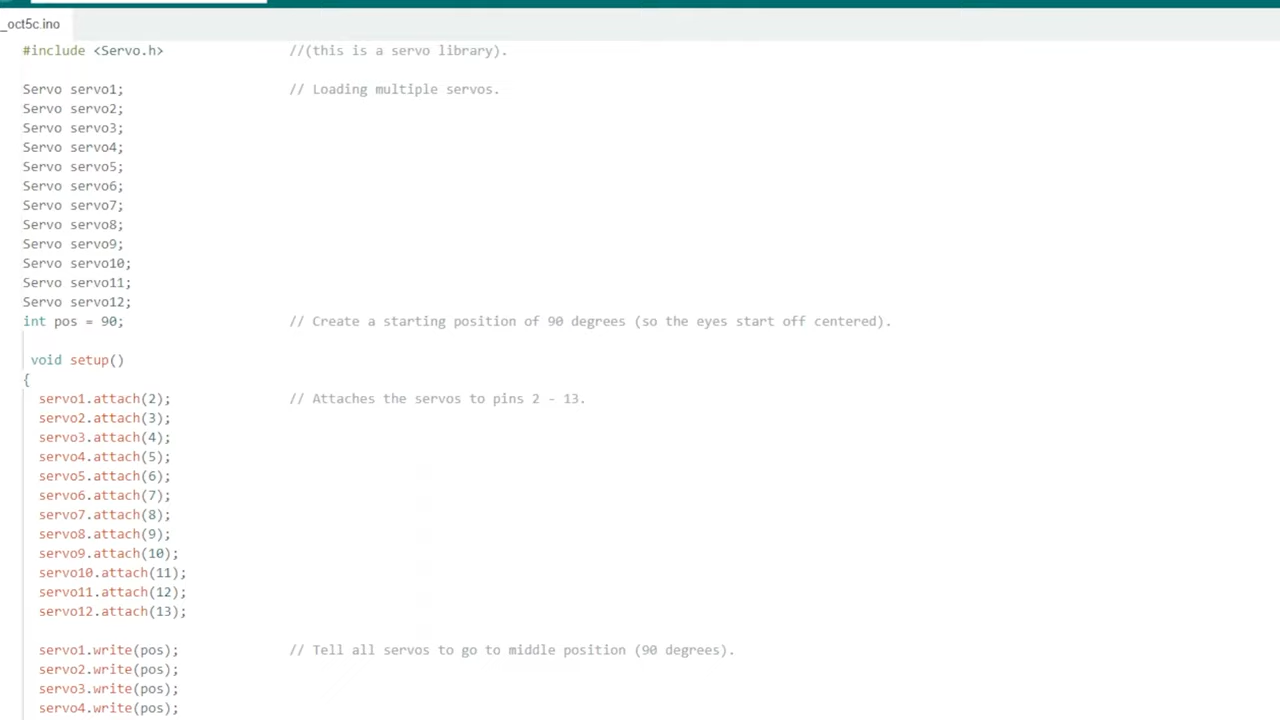 _oct5c.ino
#include <Servo.h> //(this is a servo library).
Servo servo1; // Loading multiple servos.
Servo servo2;
Servo servo3;
Servo servo4;
Servo servo5;
Servo servo6;
Servo servo7;
Servo servo8;
Servo servo9;
Servo servo10;
Servo servo11;
Servo servo12;
int pos = 90; // Create a starting position of 90 degrees (so the eyes start off centered).
void setup()
{
servo1.attach(2); // Attaches the servos to pins 2 - 13.
servo2.attach(3);
servo3.attach(4);
servo4.attach(5);
servo5.attach(6);
servo6.attach(7);
servo7.attach(8);
servo8.attach(9);
servo9.attach(10);
servo10.attach(11);
servo11.attach(12);
servo12.attach(13);
servo1.write(pos); // Tell all servos to go to middle position (90 degrees).
servo2.write(pos);
servo3.write(pos);
servo4.write(pos);